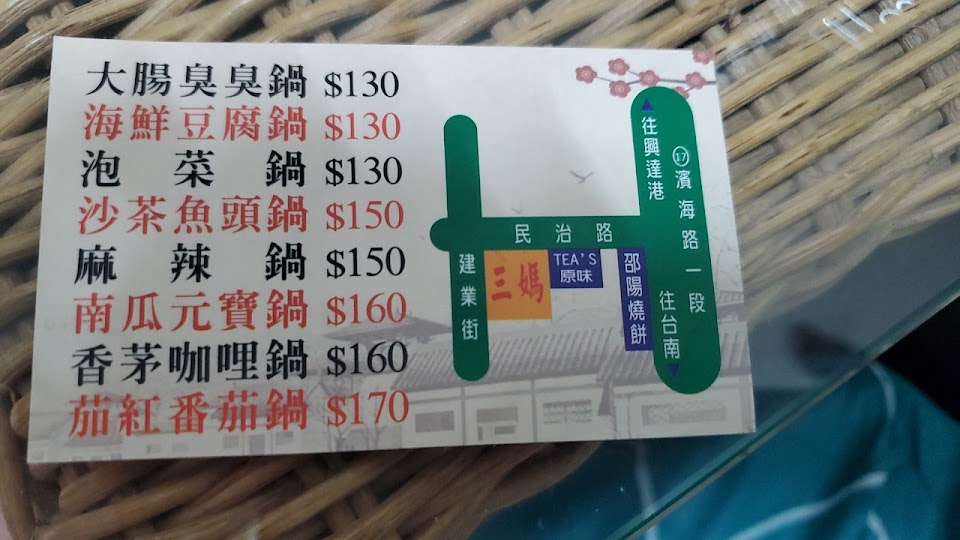 大腸臭臭鍋 $130
海鮮豆腐鍋 $130
泡菜鍋 $130
沙茶魚頭鍋 $150
麻辣鍋 $150
南瓜元寶鍋 $160
香茅咖哩鍋 $160
茄紅番茄鍋 $170
往興達港
17 濱海路一段
民治路
建業街
三媽
TEA'S
原味
邵陽燒餅
往台南